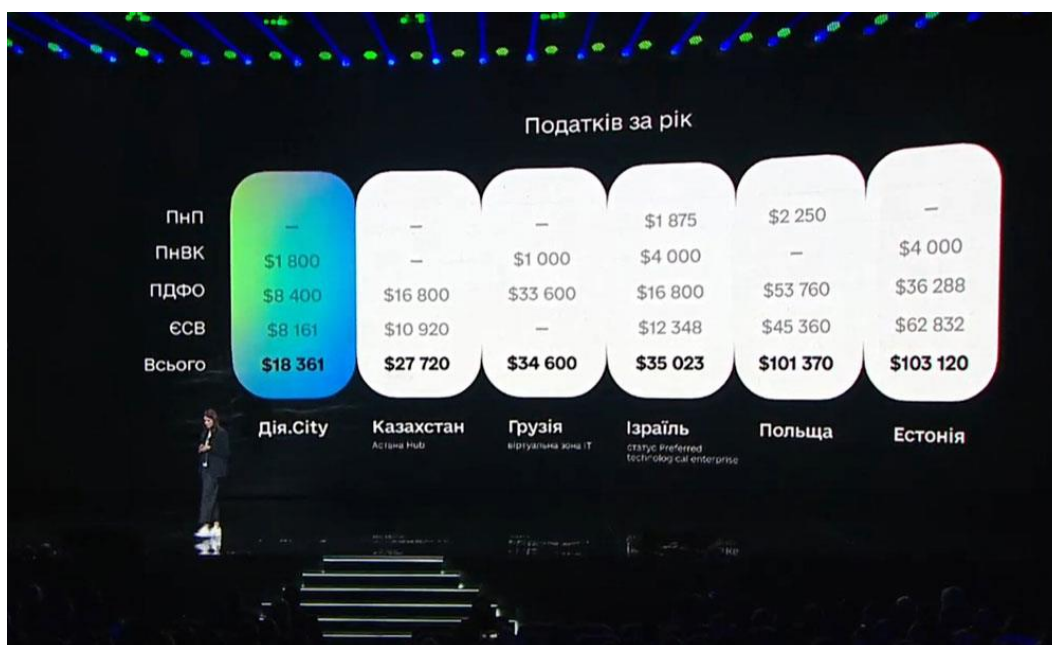 Податків за рік
ПнП — — — $1 875 $2 250 —
ПнВК $1 800 — $1 000 $4 000 — $4 000
ПДФО $8 400 $16 800 $33 600 $16 800 $53 760 $36 288
ЄСВ $8 161 $10 920 — $12 348 $45 360 $62 832
Всього $18 361 $27 720 $34 600 $35 023 $101 370 $103 120
Дія.City Казахстан Грузія Ізраїль Польща Естонія
Астана Hub віртуальна зона ІТ статус Preferred
technological enterprise